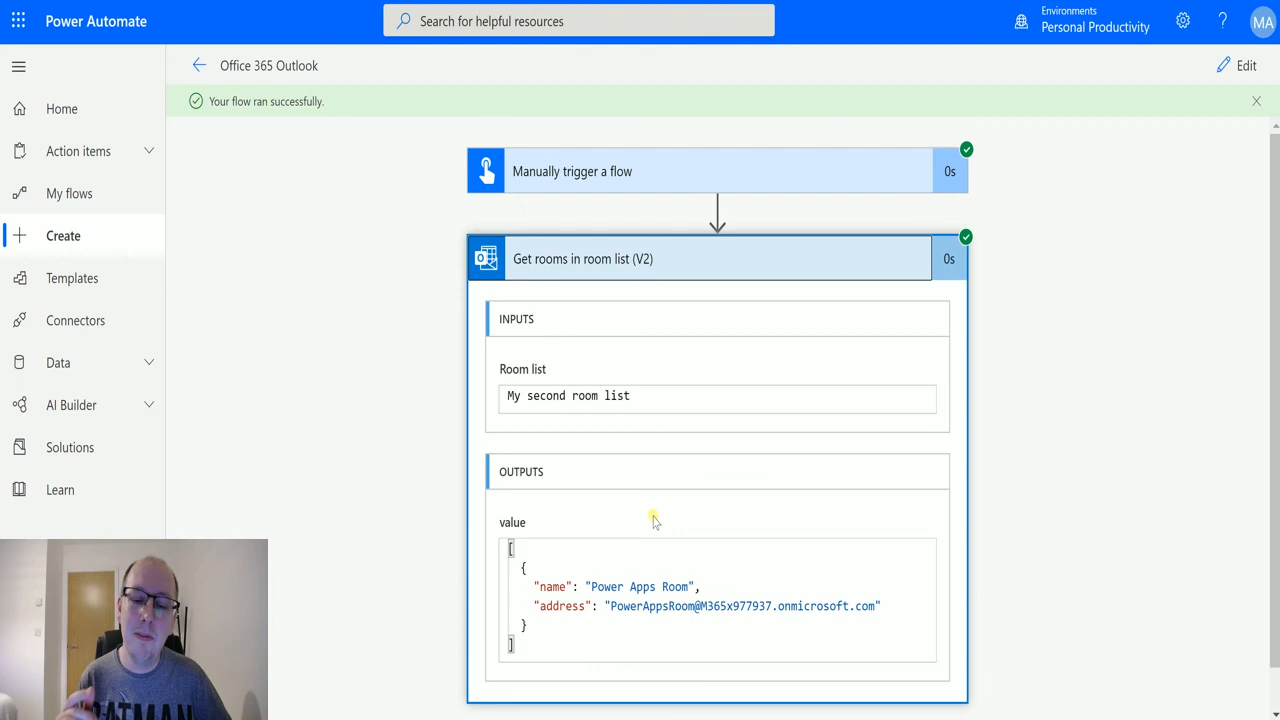 Power Automate
Search for helpful resources
Environments
Personal Productivity
?
MA
Office 365 Outlook
Edit
Your flow ran successfully.
Home
Action items
My flows
Create
Templates
Connectors
Data
AI Builder
Solutions
Learn
Manually trigger a flow
0s
Get rooms in room list (V2)
0s
INPUTS
Room list
My second room list
OUTPUTS
value
[
{
"name": "Power Apps Room",
"address": "PowerAppsRoom@M365x977937.onmicrosoft.com"
}
]
BATMAN